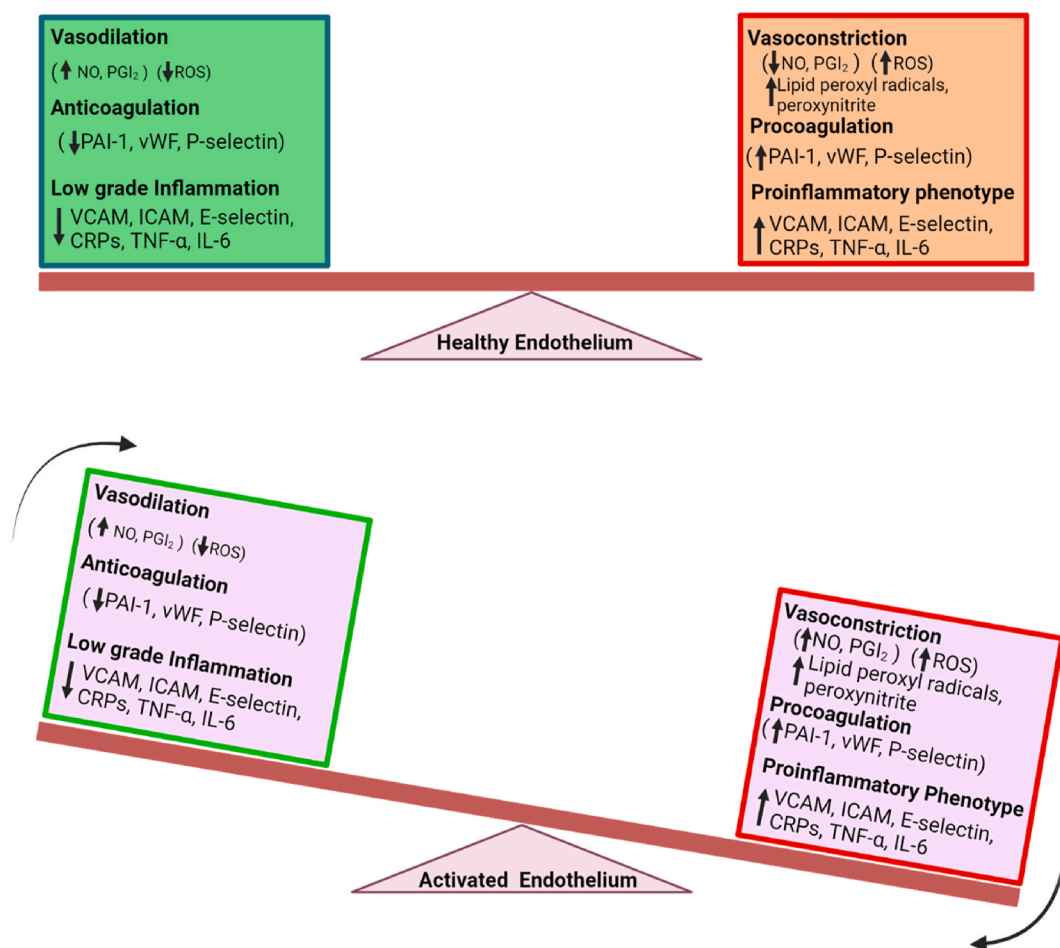 Vasodilation
(↑ NO, PGI₂) (↓ROS)
Anticoagulation
(↓PAI-1, vWF, P-selectin)
Low grade Inflammation
↓ VCAM, ICAM, E-selectin,
CRPs, TNF-α, IL-6
Vasoconstriction
(↓NO, PGI₂) (↑ROS)
↑Lipid peroxyl radicals,
peroxynitrite
Procoagulation
(↑PAI-1, vWF, P-selectin)
Proinflammatory phenotype
↑ VCAM, ICAM, E-selectin,
CRPs, TNF-α, IL-6
Healthy Endothelium
Vasodilation
(↑ NO, PGI₂) (↓ROS)
Anticoagulation
(↓PAI-1, vWF, P-selectin)
Low grade Inflammation
↓ VCAM, ICAM, E-selectin,
CRPs, TNF-α, IL-6
Vasoconstriction
(↑NO, PGI₂) (↑ROS)
↑ Lipid peroxyl radicals,
peroxynitrite
Procoagulation
(↑PAI-1, vWF, P-selectin)
Proinflammatory Phenotype
↑ VCAM, ICAM, E-selectin,
CRPs, TNF-α, IL-6
Activated Endothelium